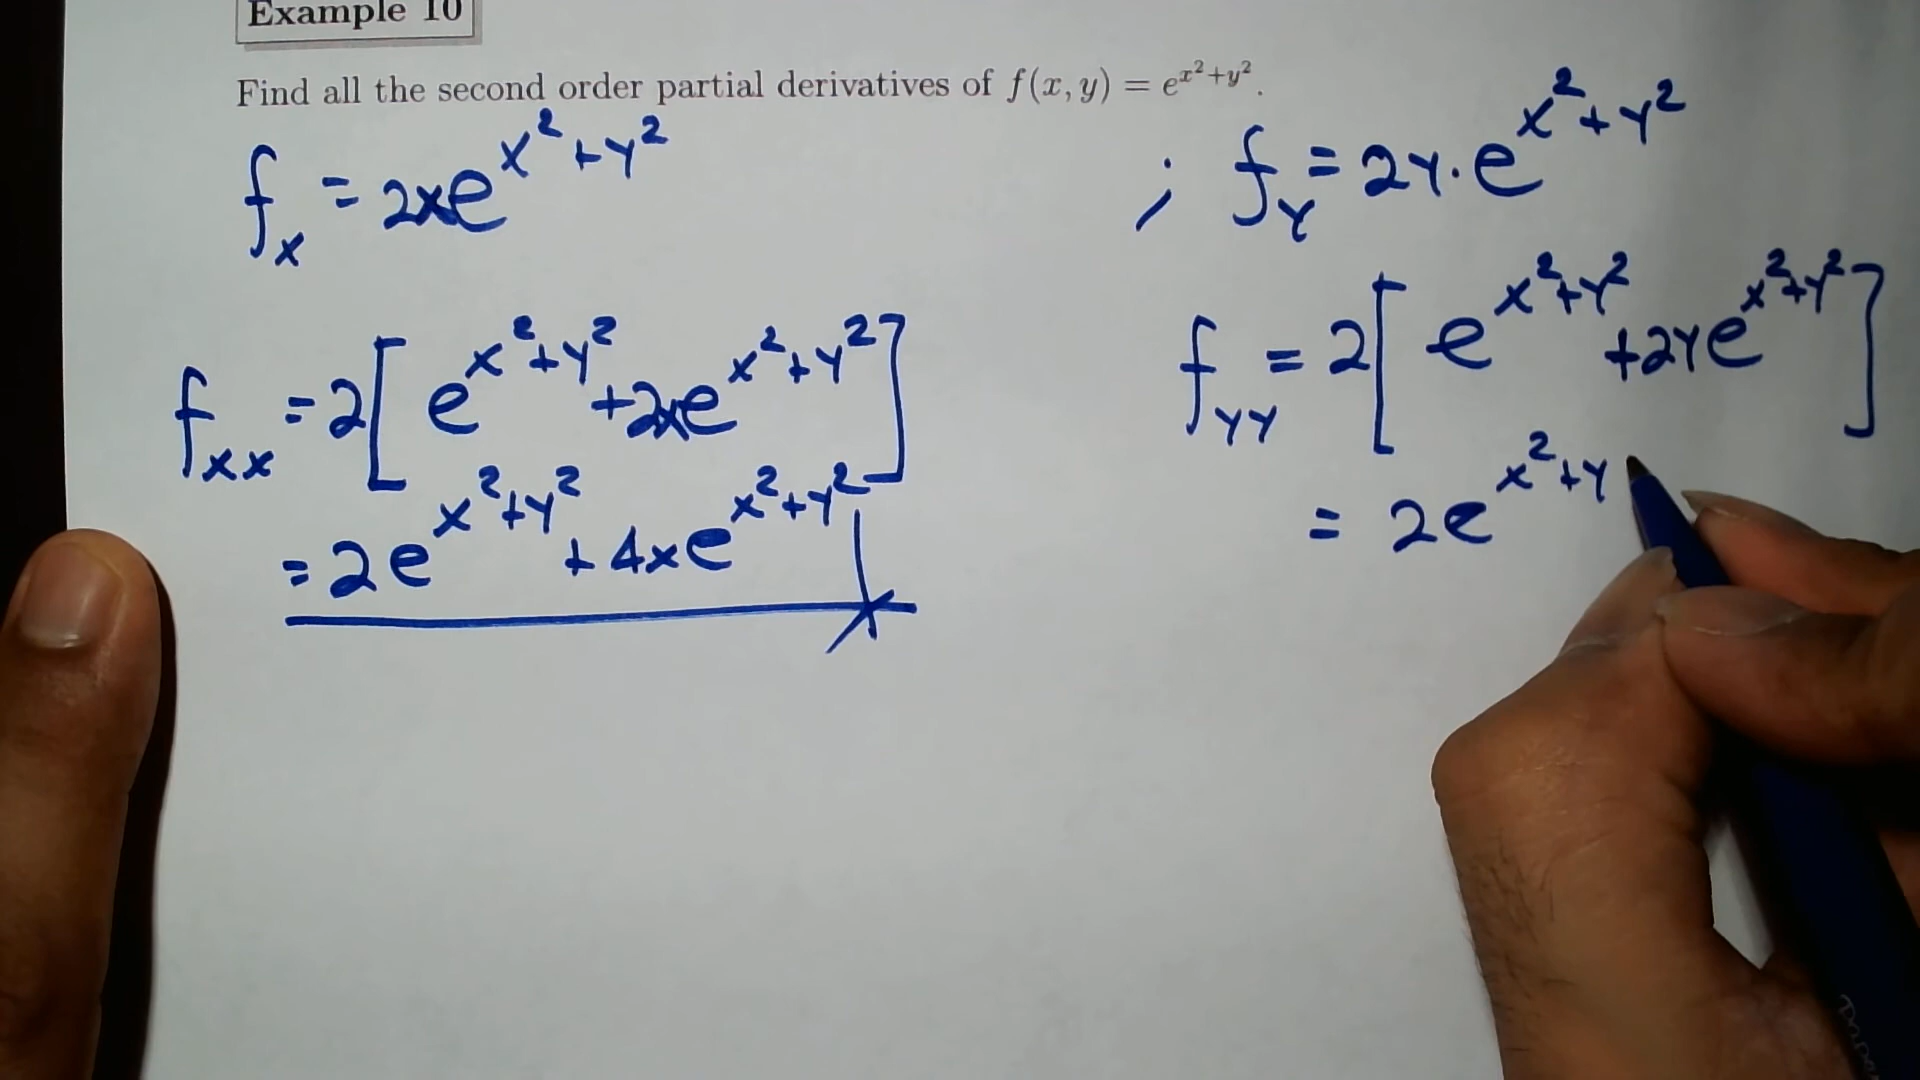 Example 10
Find all the second order partial derivatives of f(x, y) = e^{x²+y²}.
f_x = 2xe^{x²+y²}
; f_y = 2y·e^{x²+y²}
f_xx = 2[e^{x²+y²} + 2xe^{x²+y²}]
= 2e^{x²+y²} + 4xe^{x²+y²}
f_yy = 2[e^{x²+y²} + 2ye^{x²+y²}]
= 2e^{x²+y